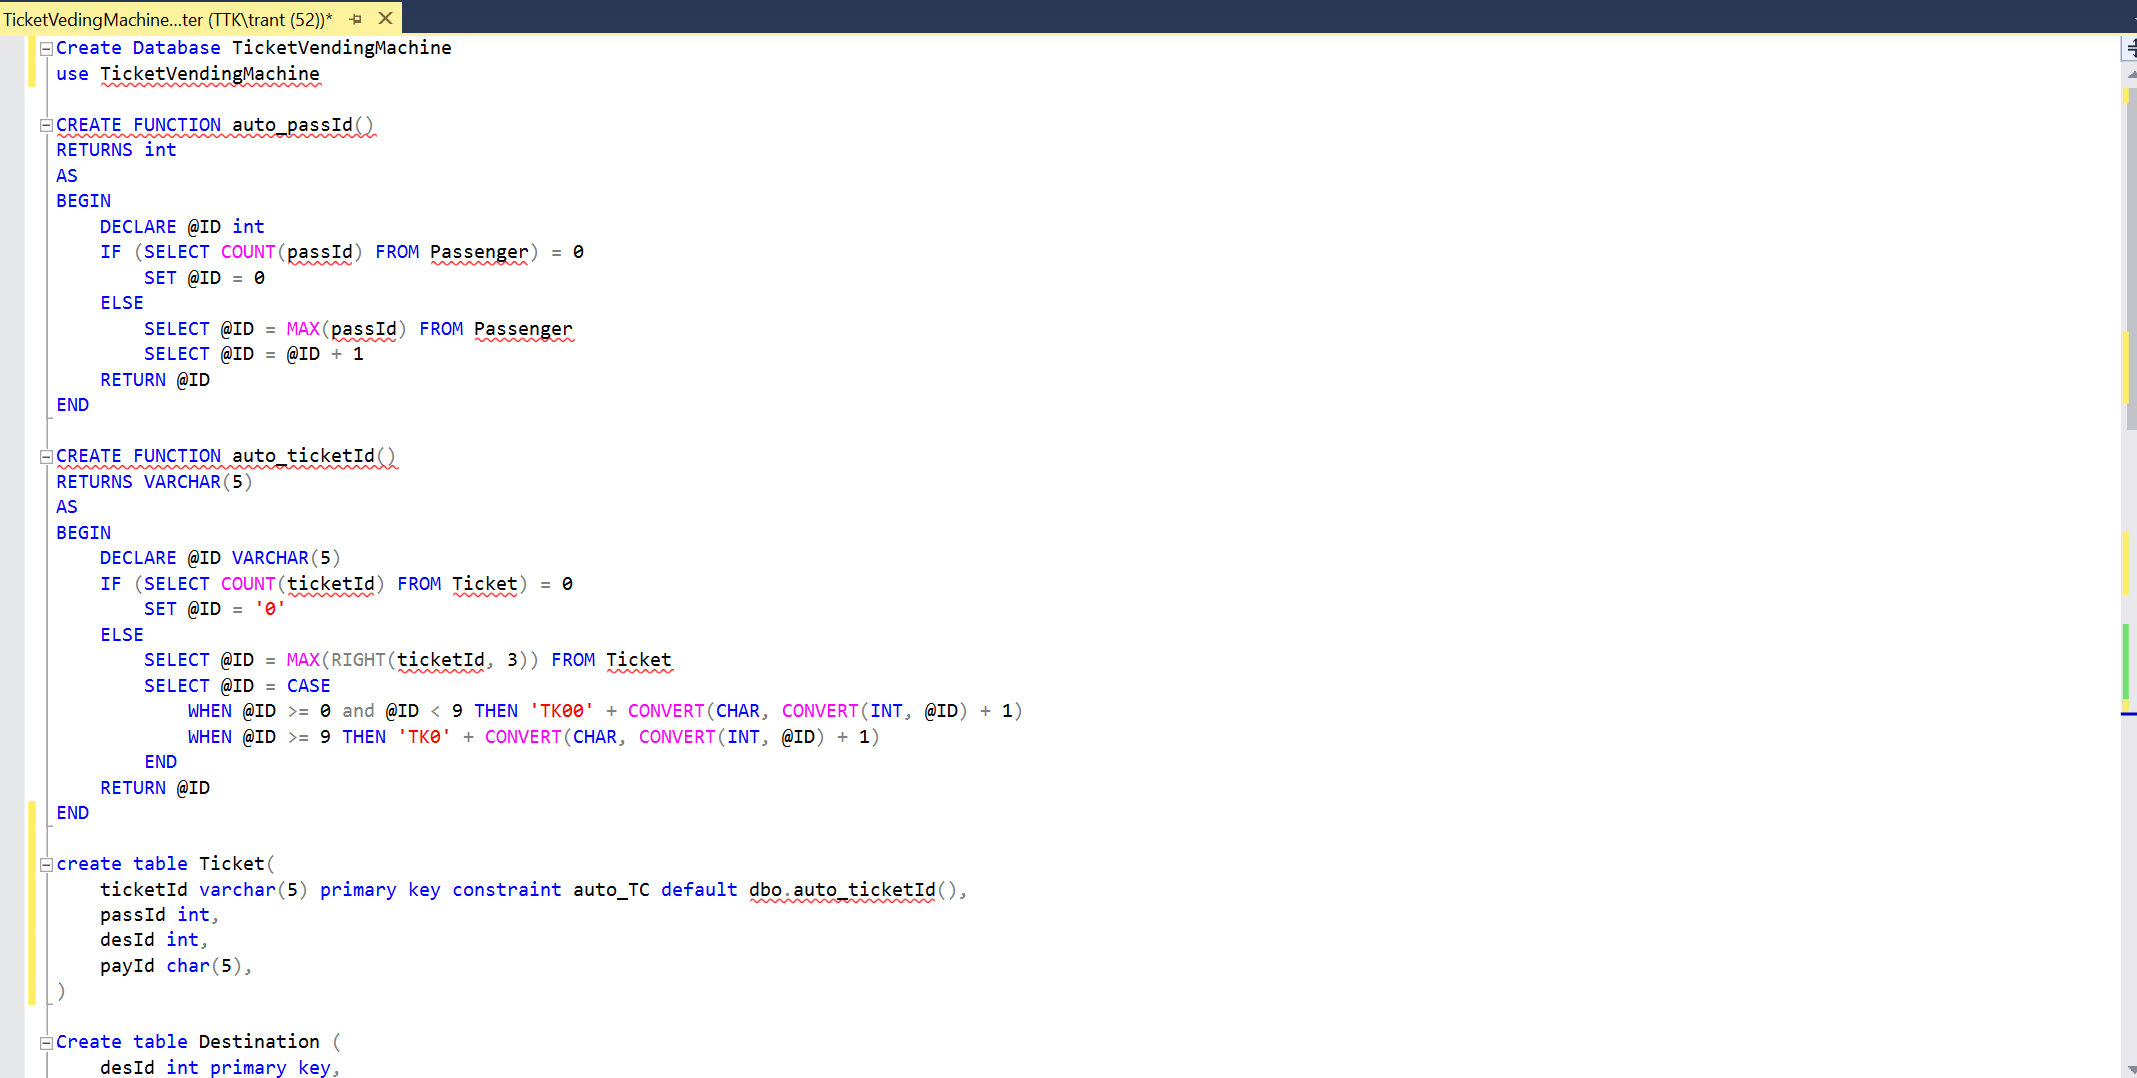 TicketVedingMachine...ter (TTK\trant (52))*
Create Database TicketVendingMachine
use TicketVendingMachine
CREATE FUNCTION auto_passId()
RETURNS int
AS
BEGIN
DECLARE @ID int
IF (SELECT COUNT(passId) FROM Passenger) = 0
SET @ID = 0
ELSE
SELECT @ID = MAX(passId) FROM Passenger
SELECT @ID = @ID + 1
RETURN @ID
END
CREATE FUNCTION auto_ticketId()
RETURNS VARCHAR(5)
AS
BEGIN
DECLARE @ID VARCHAR(5)
IF (SELECT COUNT(ticketId) FROM Ticket) = 0
SET @ID = '0'
ELSE
SELECT @ID = MAX(RIGHT(ticketId, 3)) FROM Ticket
SELECT @ID = CASE
WHEN @ID >= 0 and @ID < 9 THEN 'TK00' + CONVERT(CHAR, CONVERT(INT, @ID) + 1)
WHEN @ID >= 9 THEN 'TK0' + CONVERT(CHAR, CONVERT(INT, @ID) + 1)
END
RETURN @ID
END
create table Ticket(
ticketId varchar(5) primary key constraint auto_TC default dbo.auto_ticketId(),
passId int,
desId int,
payId char(5),
)
Create table Destination (
desId int primary key,